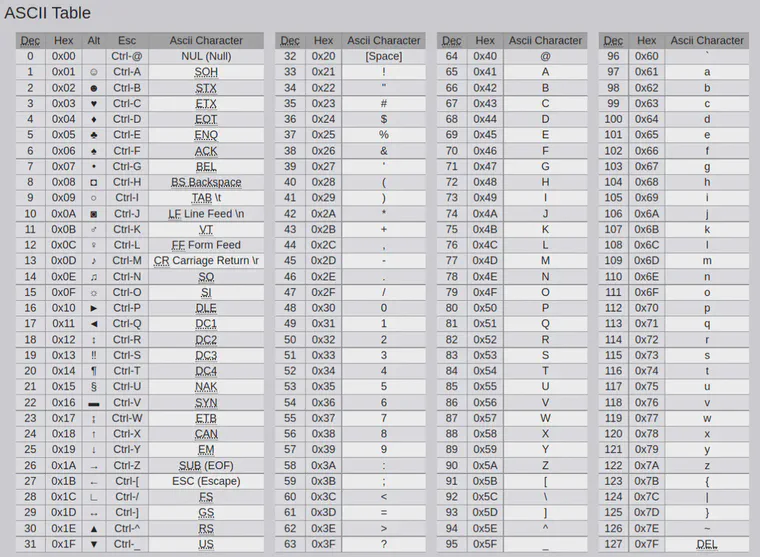 ASCII Table
Dec Hex Alt Esc Ascii Character Dec Hex Ascii Character Dec Hex Ascii Character Dec Hex Ascii Character
0 0x00 Ctrl-@ NUL (Null) 32 0x20 [Space] 64 0x40 @ 96 0x60 `
1 0x01 ☺ Ctrl-A SOH 33 0x21 ! 65 0x41 A 97 0x61 a
2 0x02 ☻ Ctrl-B STX 34 0x22 " 66 0x42 B 98 0x62 b
3 0x03 ♥ Ctrl-C ETX 35 0x23 # 67 0x43 C 99 0x63 c
4 0x04 ♦ Ctrl-D EOT 36 0x24 $ 68 0x44 D 100 0x64 d
5 0x05 ♣ Ctrl-E ENQ 37 0x25 % 69 0x45 E 101 0x65 e
6 0x06 ♠ Ctrl-F ACK 38 0x26 & 70 0x46 F 102 0x66 f
7 0x07 • Ctrl-G BEL 39 0x27 ' 71 0x47 G 103 0x67 g
8 0x08 ◘ Ctrl-H BS Backspace 40 0x28 ( 72 0x48 H 104 0x68 h
9 0x09 ○ Ctrl-I TAB \t 41 0x29 ) 73 0x49 I 105 0x69 i
10 0x0A ◙ Ctrl-J LF Line Feed \n 42 0x2A * 74 0x4A J 106 0x6A j
11 0x0B ♂ Ctrl-K VT 43 0x2B + 75 0x4B K 107 0x6B k
12 0x0C ♀ Ctrl-L FF Form Feed 44 0x2C , 76 0x4C L 108 0x6C l
13 0x0D ♪ Ctrl-M CR Carriage Return \r 45 0x2D - 77 0x4D M 109 0x6D m
14 0x0E ♫ Ctrl-N SO 46 0x2E . 78 0x4E N 110 0x6E n
15 0x0F ☼ Ctrl-O SI 47 0x2F / 79 0x4F O 111 0x6F o
16 0x10 ► Ctrl-P DLE 48 0x30 0 80 0x50 P 112 0x70 p
17 0x11 ◄ Ctrl-Q DC1 49 0x31 1 81 0x51 Q 113 0x71 q
18 0x12 ↕ Ctrl-R DC2 50 0x32 2 82 0x52 R 114 0x72 r
19 0x13 ‼ Ctrl-S DC3 51 0x33 3 83 0x53 S 115 0x73 s
20 0x14 ¶ Ctrl-T DC4 52 0x34 4 84 0x54 T 116 0x74 t
21 0x15 § Ctrl-U NAK 53 0x35 5 85 0x55 U 117 0x75 u
22 0x16 ▬ Ctrl-V SYN 54 0x36 6 86 0x56 V 118 0x76 v
23 0x17 ↨ Ctrl-W ETB 55 0x37 7 87 0x57 W 119 0x77 w
24 0x18 ↑ Ctrl-X CAN 56 0x38 8 88 0x58 X 120 0x78 x
25 0x19 ↓ Ctrl-Y EM 57 0x39 9 89 0x59 Y 121 0x79 y
26 0x1A → Ctrl-Z SUB (EOF) 58 0x3A : 90 0x5A Z 122 0x7A z
27 0x1B ← Ctrl-[ ESC (Escape) 59 0x3B ; 91 0x5B [ 123 0x7B {
28 0x1C ∟ Ctrl-/ FS 60 0x3C < 92 0x5C \ 124 0x7C |
29 0x1D ↔ Ctrl-] GS 61 0x3D = 93 0x5D ] 125 0x7D }
30 0x1E ▲ Ctrl-^ RS 62 0x3E > 94 0x5E ^ 126 0x7E ~
31 0x1F ▼ Ctrl-_ US 63 0x3F ? 95 0x5F _ 127 0x7F DEL